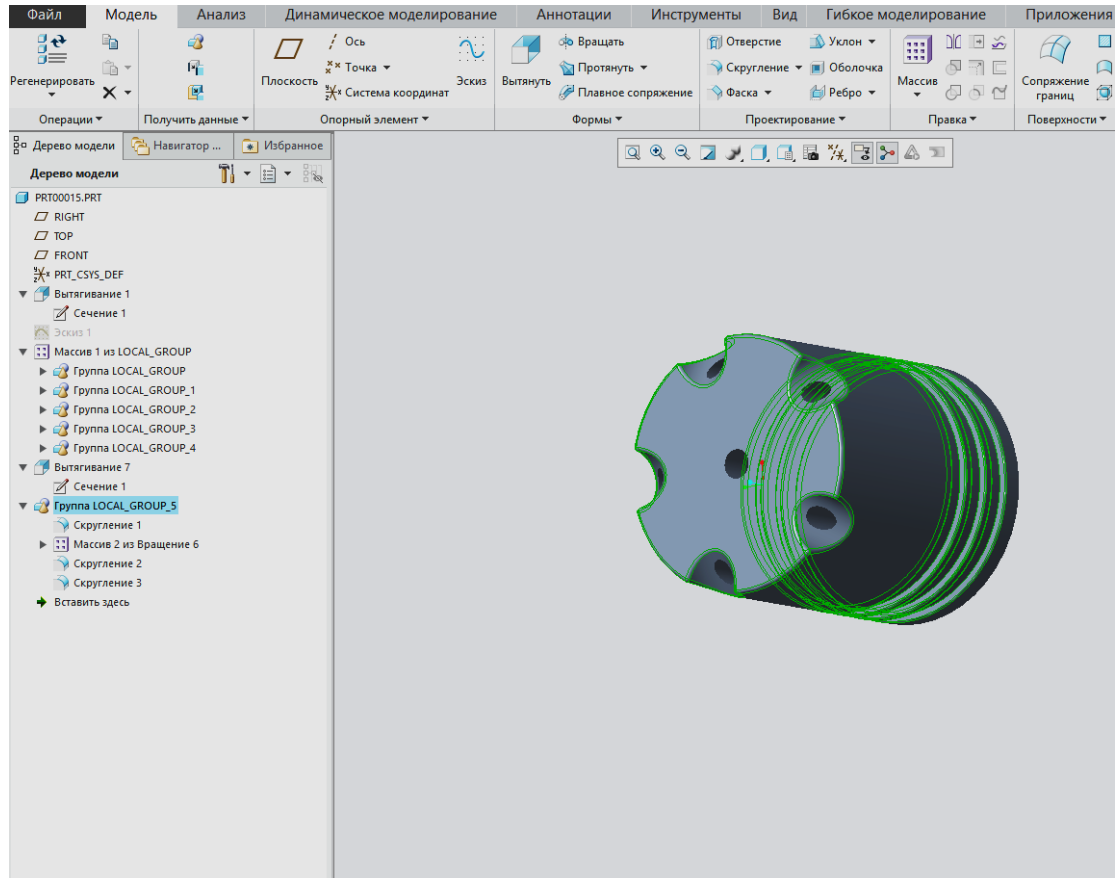 Файл Модель Анализ Динамическое моделирование Аннотации Инструменты Вид Гибкое моделирование Приложения
Регенерировать
Операции
Получить данные
Плоскость
Ось
Точка
Система координат
Эскиз
Опорный элемент
Вытянуть
Вращать
Протянуть
Плавное сопряжение
Формы
Отверстие
Скругление
Фаска
Уклон
Оболочка
Ребро
Проектирование
Массив
Правка
Сопряжение
границ
Поверхности
Дерево модели Навигатор ... Избранное
Дерево модели
PRT00015.PRT
RIGHT
TOP
FRONT
PRT_CSYS_DEF
Вытягивание 1
Сечение 1
Эскиз 1
Массив 1 из LOCAL_GROUP
Группа LOCAL_GROUP
Группа LOCAL_GROUP_1
Группа LOCAL_GROUP_2
Группа LOCAL_GROUP_3
Группа LOCAL_GROUP_4
Вытягивание 7
Сечение 1
Группа LOCAL_GROUP_5
Скругление 1
Массив 2 из Вращение 6
Скругление 2
Скругление 3
Вставить здесь